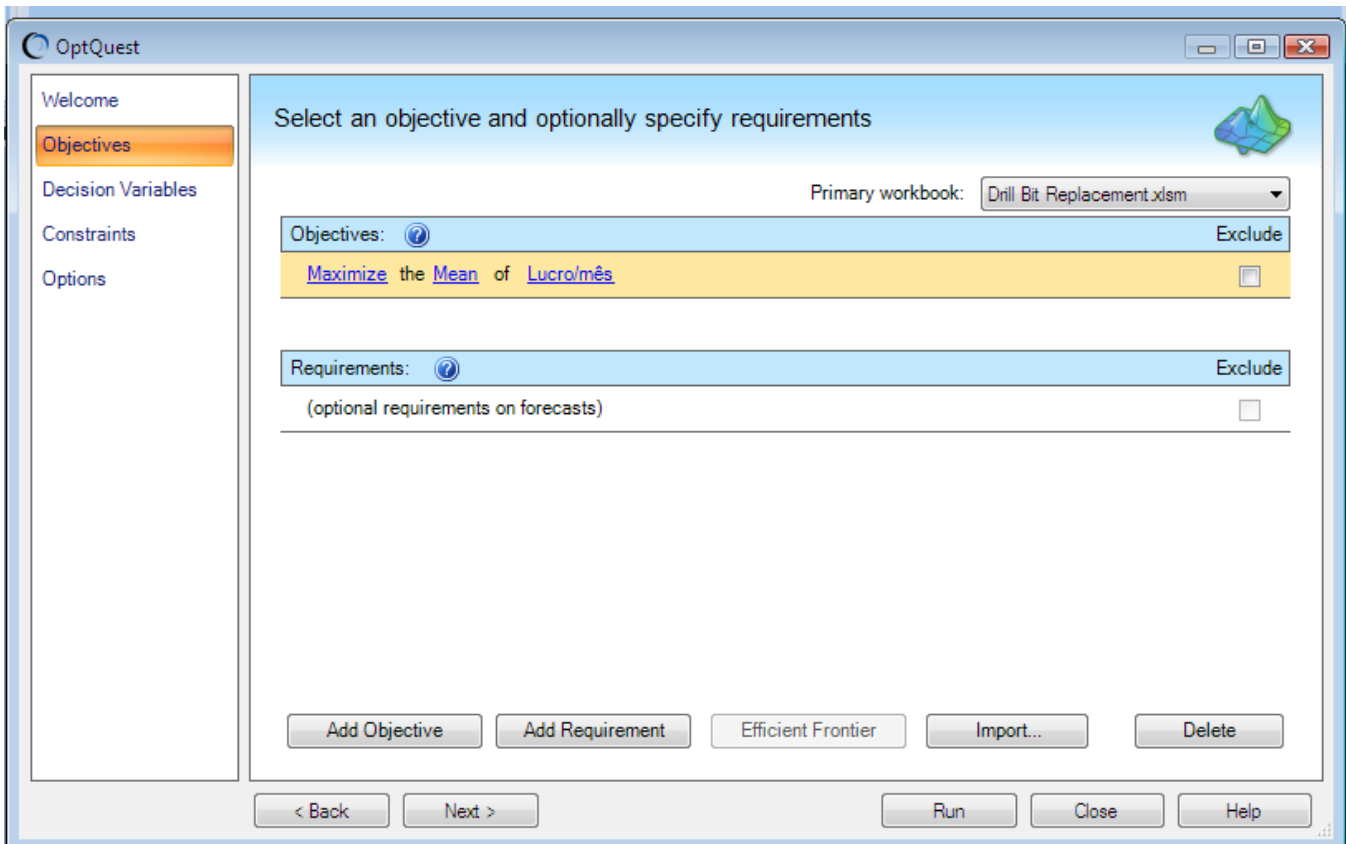 OptQuest
Welcome
Objectives
Decision Variables
Constraints
Options
Select an objective and optionally specify requirements
Primary workbook: Drill Bit Replacement.xlsm
Objectives: Exclude
Maximize the Mean of Lucro/mês
Requirements: Exclude
(optional requirements on forecasts)
Add Objective Add Requirement Efficient Frontier Import... Delete
< Back Next > Run Close Help